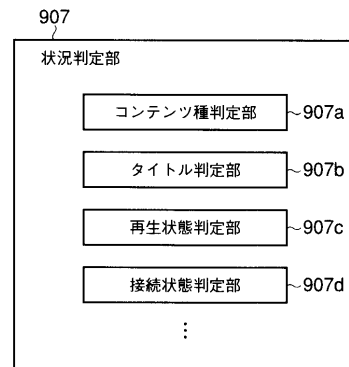 907
状況判定部
コンテンツ種判定部 907a
タイトル判定部 907b
再生状態判定部 907c
接続状態判定部 907d
⋮